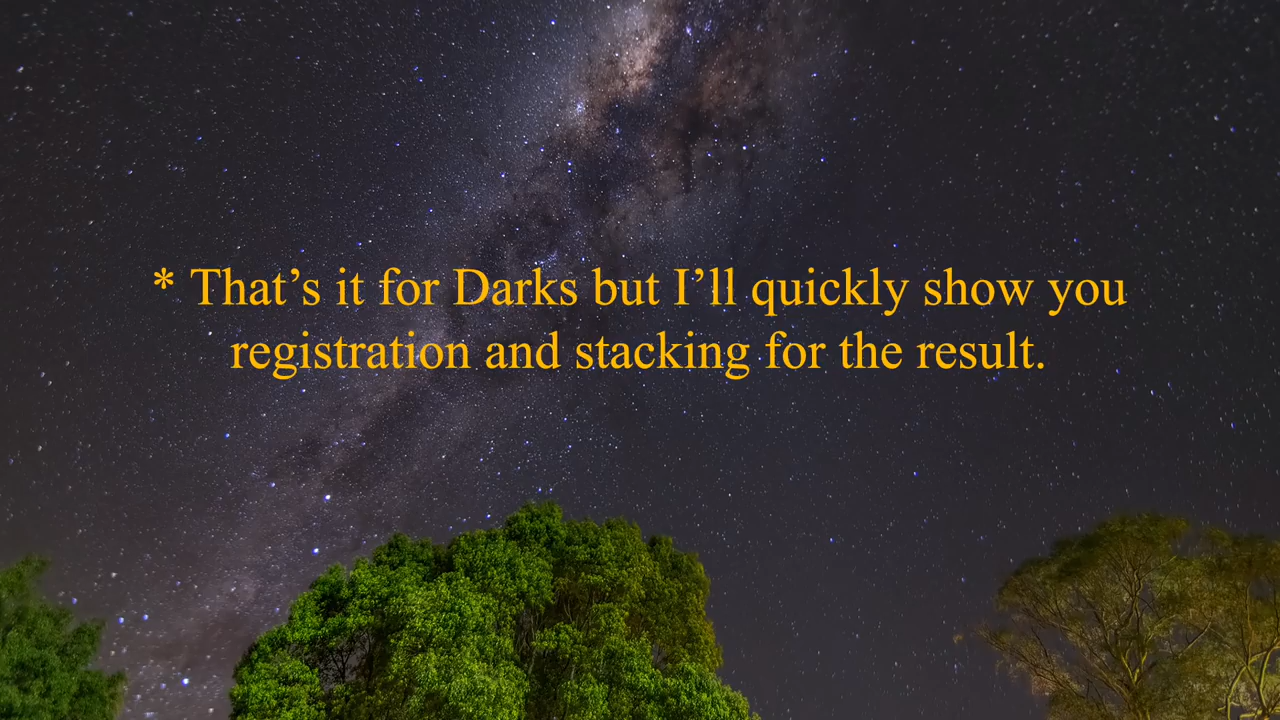 * That’s it for Darks but I’ll quickly show you
registration and stacking for the result.